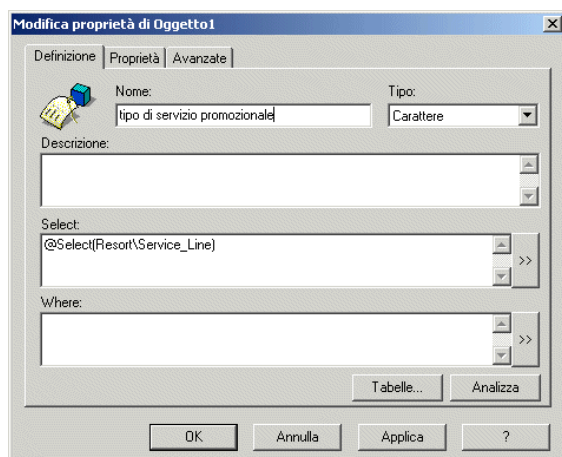 Modifica proprietà di Oggetto1
Definizione Proprietà Avanzate
Nome: Tipo:
tipo di servizio promozionale Carattere
Descrizione:
Select:
@Select(Resort\Service_Line)
>>
Where:
>>
Tabelle... Analizza
OK Annulla Applica ?